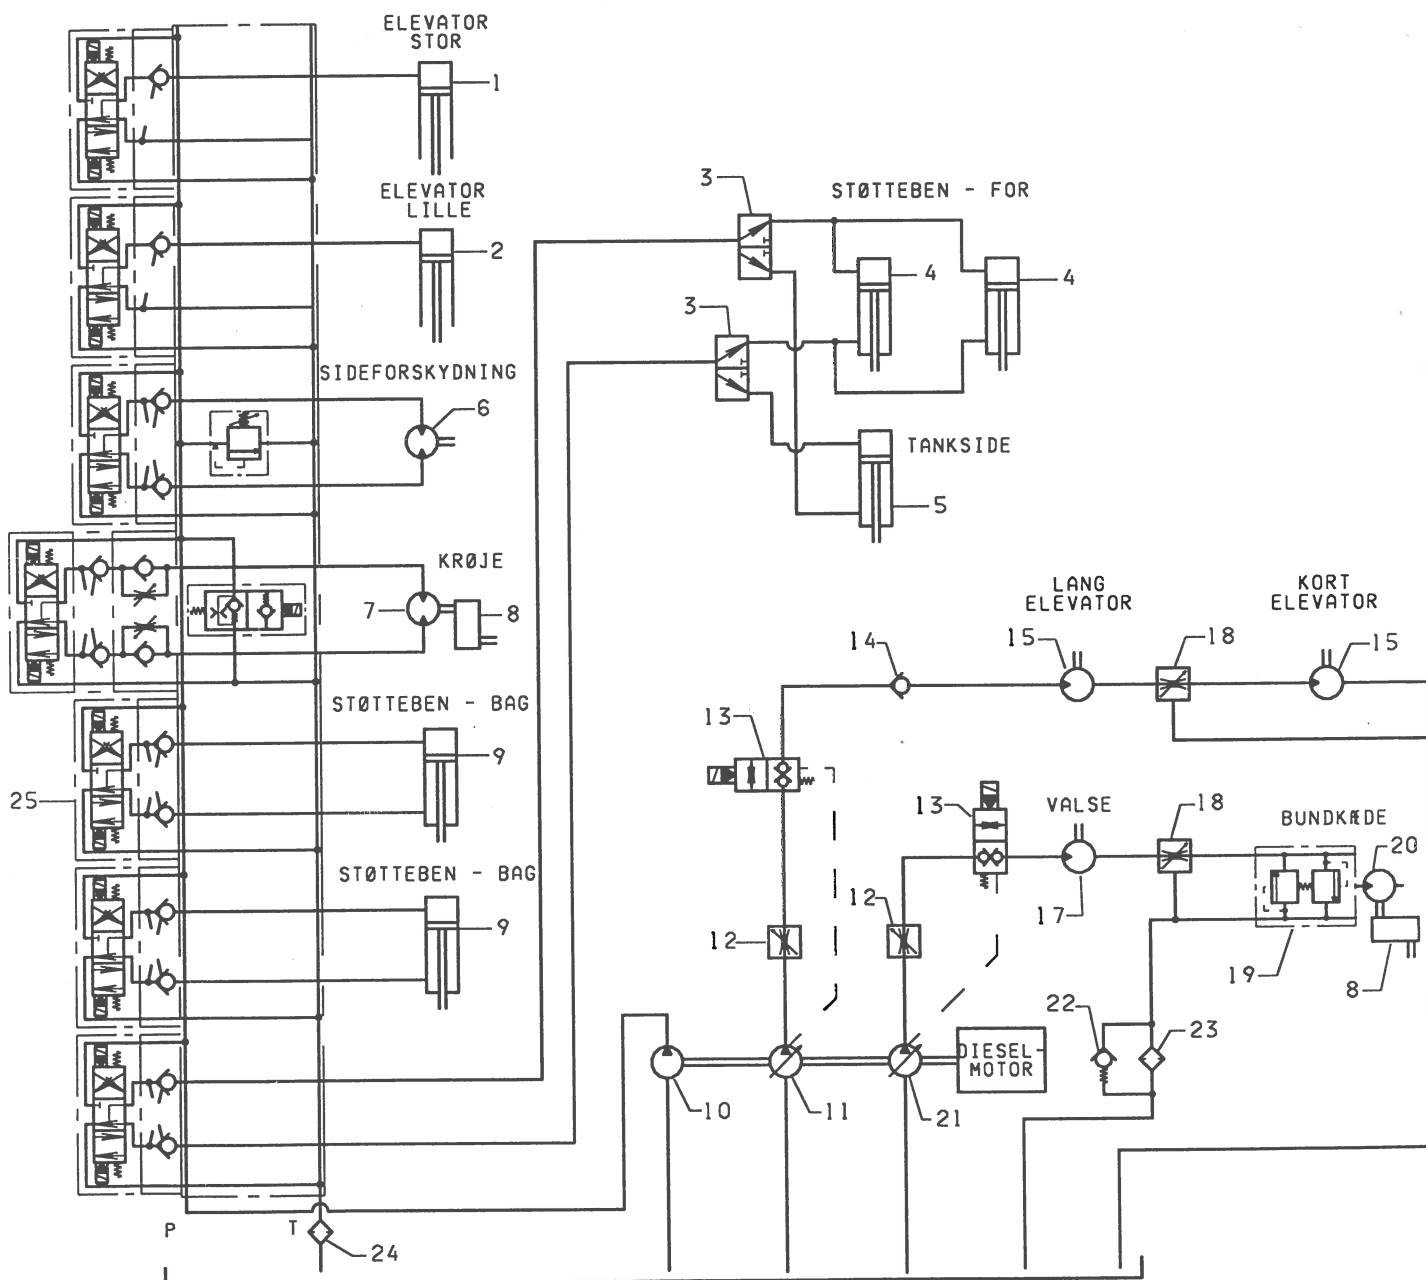 ELEVATOR
STOR
1
ELEVATOR
LILLE
2
3
STØTTEBEN - FOR
4
4
3
SIDEFORSKYDNING
6
TANKSIDE
5
KRØJE
7
8
LANG
ELEVATOR
KORT
ELEVATOR
14
15
18
15
STØTTEBEN - BAG
13
9
25
13
VALSE
18
BUNDKÆDE
20
STØTTEBEN - BAG
12
12
17
9
19
8
22
23
DIESEL-
MOTOR
10
11
21
P
T
24